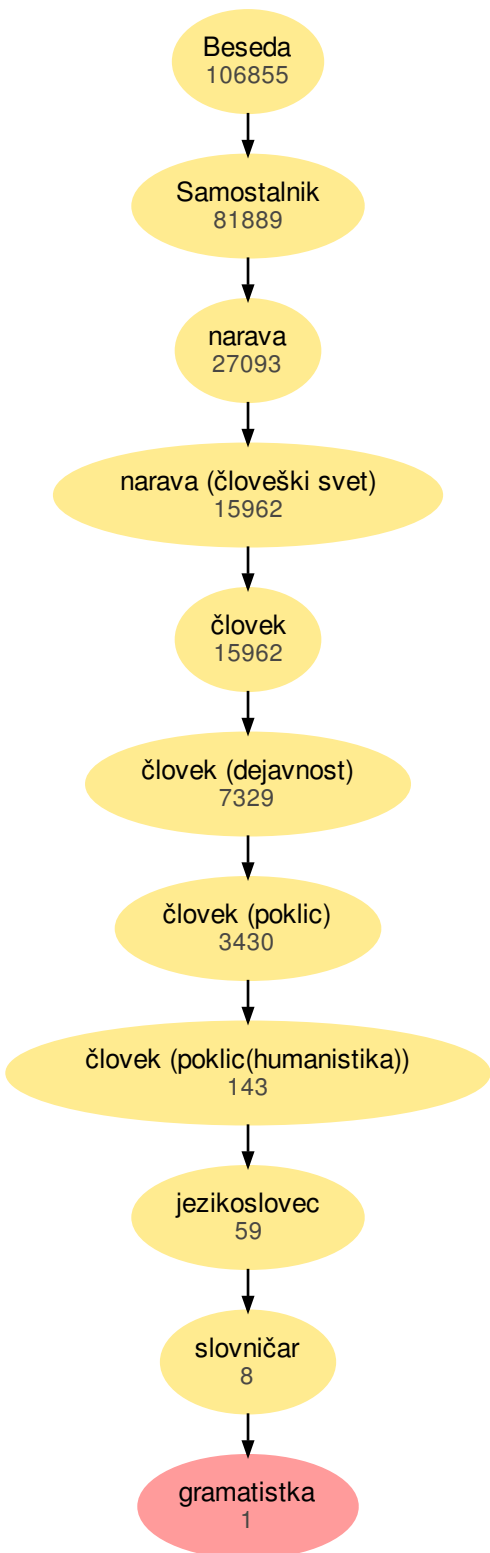 Beseda
106855
Samostalnik
81889
narava
27093
narava (človeški svet)
15962
človek
15962
človek (dejavnost)
7329
človek (poklic)
3430
človek (poklic(humanistika))
143
jezikoslovec
59
slovničar
8
gramatistka
1